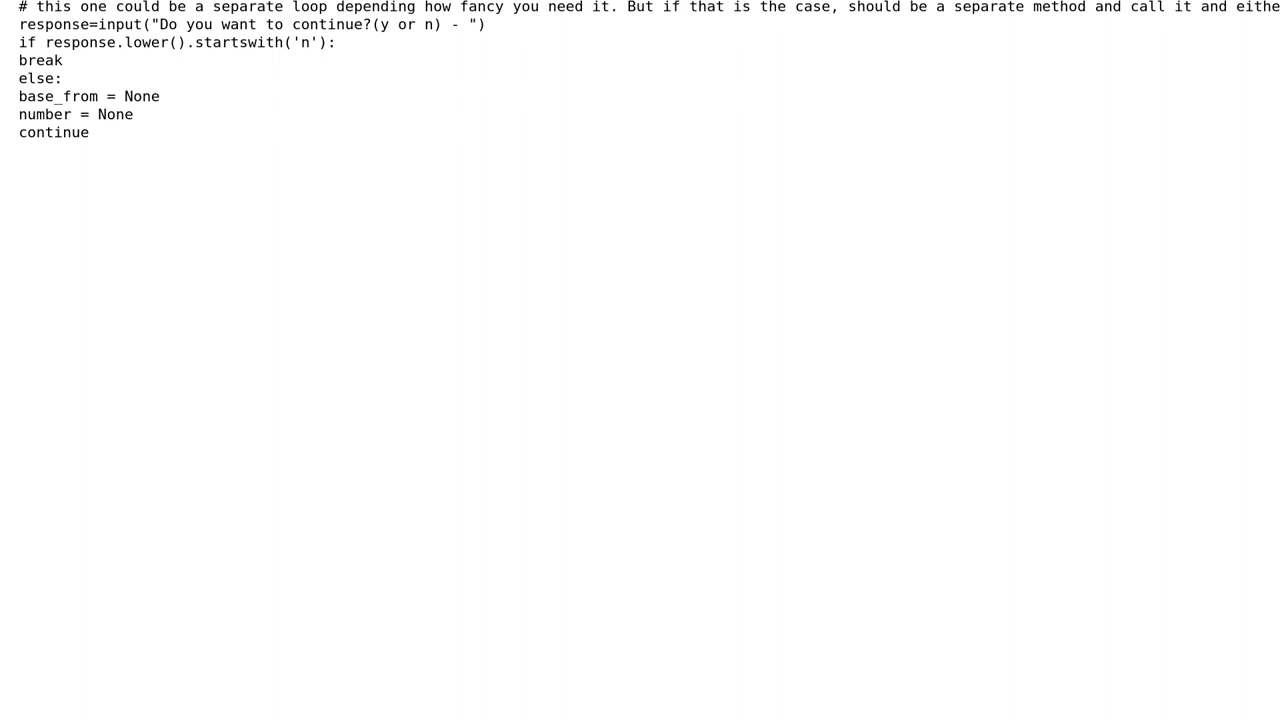 # this one could be a separate loop depending how fancy you need it. But if that is the case, should be a separate method and call it and eithe
response=input("Do you want to continue?(y or n) - ")
if response.lower().startswith('n'):
break
else:
base_from = None
number = None
continue